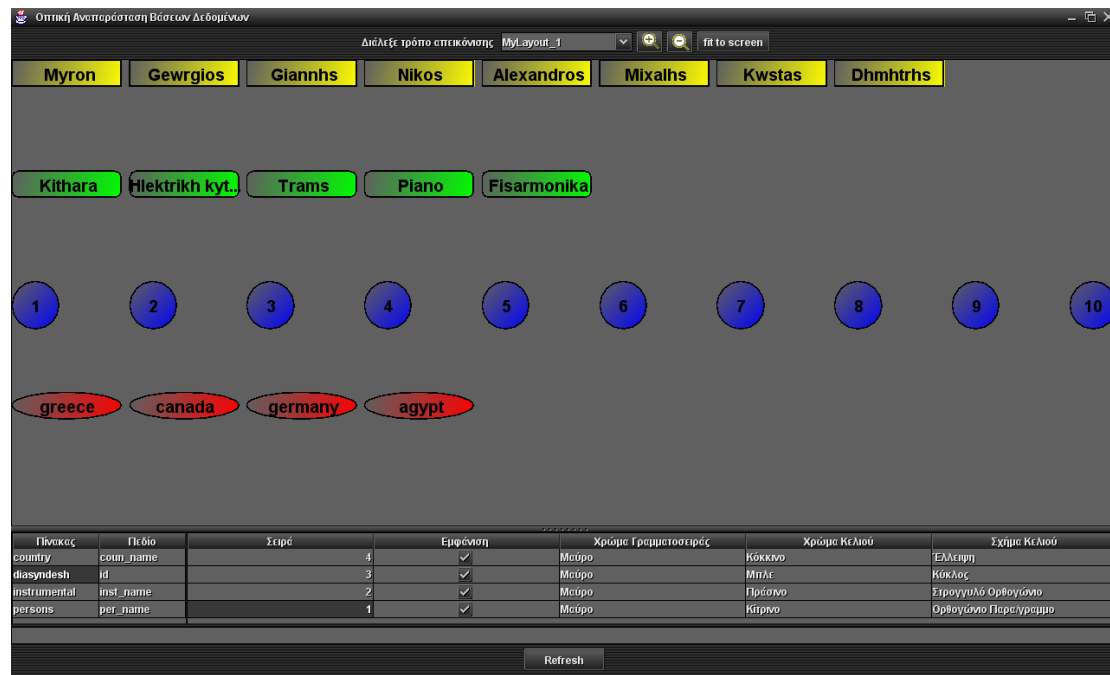 Οπτική Αναπαράσταση Βάσεων Δεδομένων
Διάλεξε τρόπο απεικόνισης MyLayout_1 fit to screen
Myron Gewrgios Giannhs Nikos Alexandros Mixalhs Kwstas Dhmhtrhs
Kithara Hlektrikh kyt... Trams Piano Fisarmonika
1 2 3 4 5 6 7 8 9 10
greece canada germany agypt
Πίνακας Πεδίο Σειρά Εμφάνιση Χρώμα Γραμματοσειράς Χρώμα Κελιού Σχήμα Κελιού
country coun_name 4 Μαύρο Κόκκινο Έλλειψη
diasyndesh id 3 Μαύρο Μπλε Κύκλος
instrumental inst_name 2 Μαύρο Πράσινο Στρογγυλό Ορθογώνιο
persons per_name 1 Μαύρο Κίτρινο Ορθογώνιο Παρα/γραμμο
Refresh